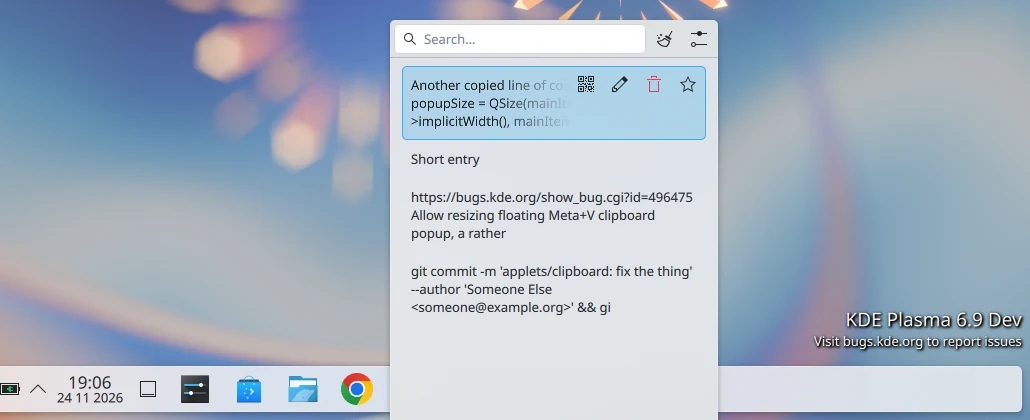 Search...
Another copied line of co
popupSize = QSize(mainIte
>implicitWidth(), mainItem
Short entry
https://bugs.kde.org/show_bug.cgi?id=496475
Allow resizing floating Meta+V clipboard
popup, a rather
git commit -m 'applets/clipboard: fix the thing'
--author 'Someone Else
<someone@example.org>' && gi
KDE Plasma 6.9 Dev
Visit bugs.kde.org to report issues
19:06
24 11 2026